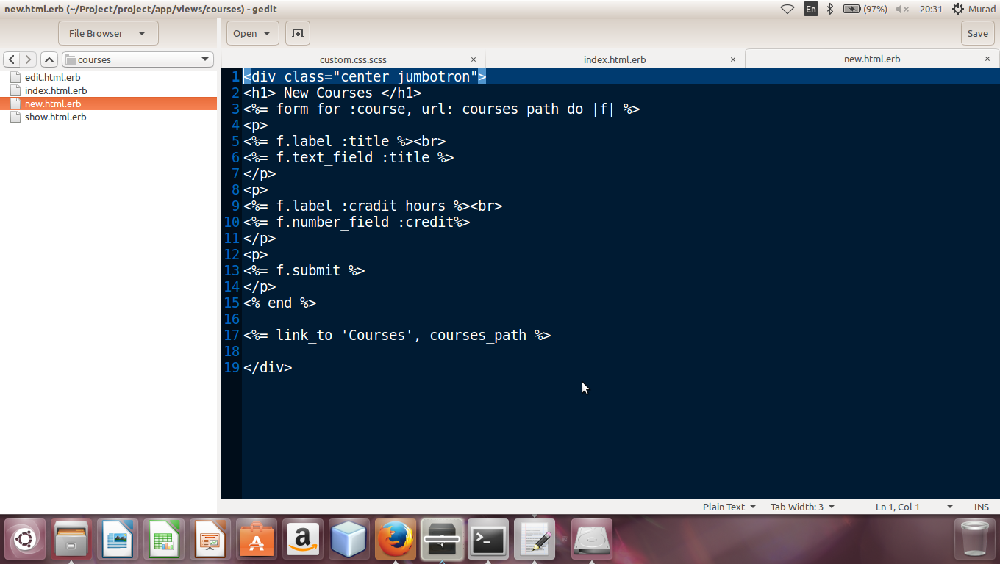 new.html.erb (~/Project/project/app/views/courses) - gedit
En
(97%)
20:31
Murad
File Browser
Open
Save
courses
custom.css.scss
×
index.html.erb
×
new.html.erb
×
edit.html.erb
index.html.erb
new.html.erb
show.html.erb
1 <div class="center jumbotron">
2 <h1> New Courses </h1>
3 <%= form_for :course, url: courses_path do |f| %>
4 <p>
5 <%= f.label :title %><br>
6 <%= f.text_field :title %>
7 </p>
8 <p>
9 <%= f.label :cradit_hours %><br>
10 <%= f.number_field :credit%>
11 </p>
12 <p>
13 <%= f.submit %>
14 </p>
15 <% end %>
16
17 <%= link_to 'Courses', courses_path %>
18
19 </div>
Plain Text
Tab Width: 3
Ln 1, Col 1
INS